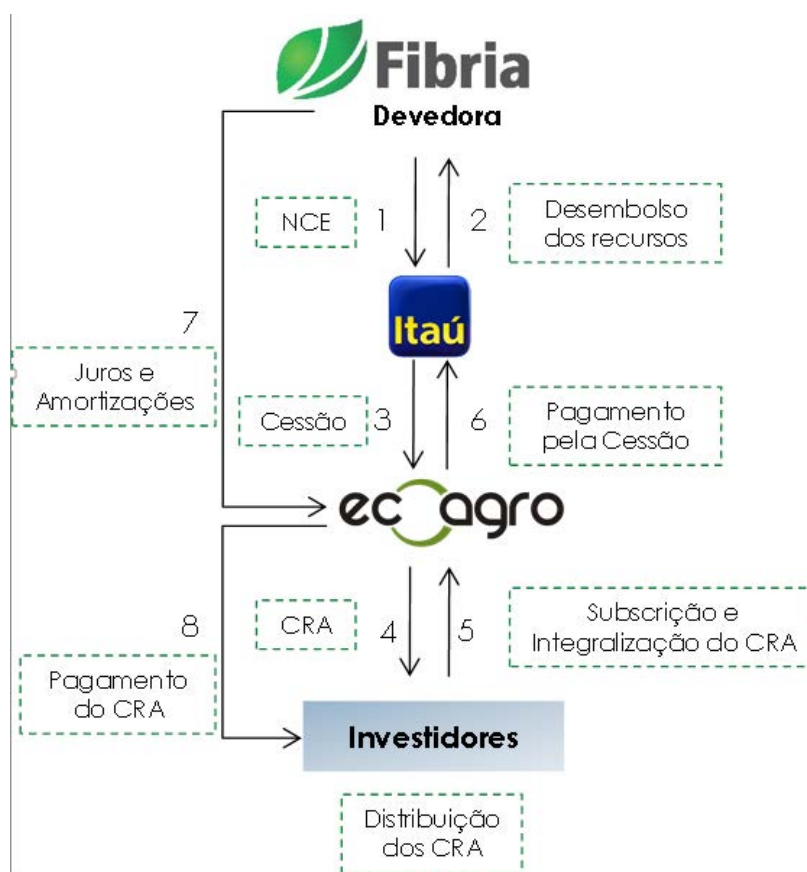 Fibria
Devedora
NCE
1
2
Desembolso
dos recursos
Itaú
7
Juros e
Amortizações
Cessão
3
6
Pagamento
pela Cessão
ecoagro
8
CRA
4
5
Subscrição e
Integralização do CRA
Pagamento
do CRA
Investidores
Distribuição
dos CRA